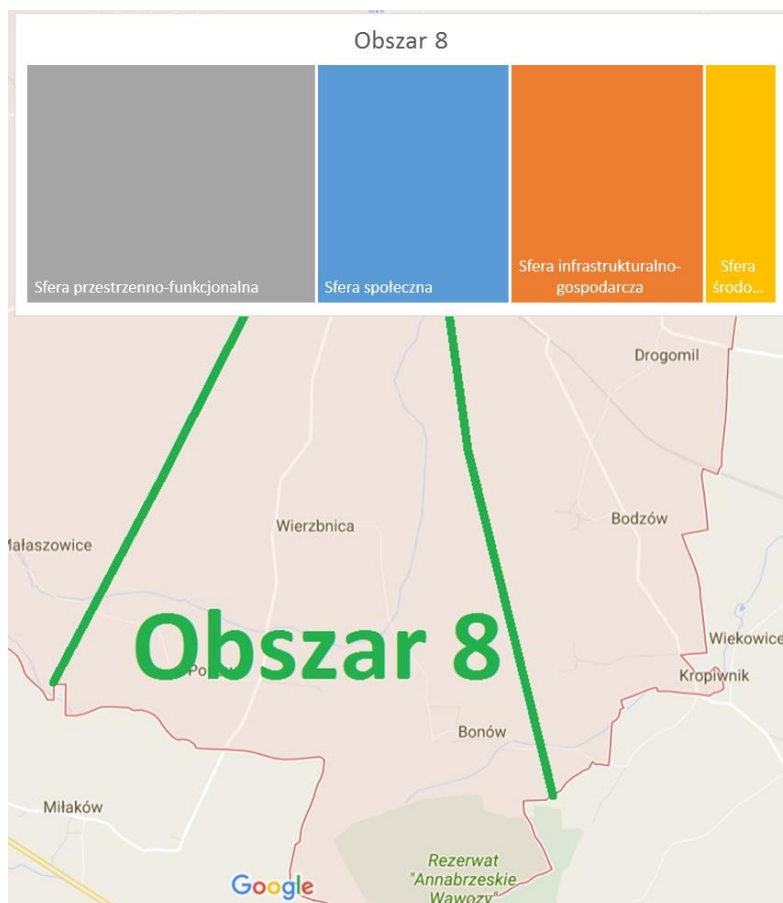 Obszar 8
Sfera przestrzenno-funkcjonalna
Sfera społeczna
Sfera infrastrukturalno-
gospodarcza
Sfera
środo...
Drogomil
Bodzów
Wierzbnica
Małaszowice
Obszar 8
Wiekowice
Kropiwnik
Bonów
Miłaków
Rezerwat
"Annabrzeskie
Wąwozy"
Google